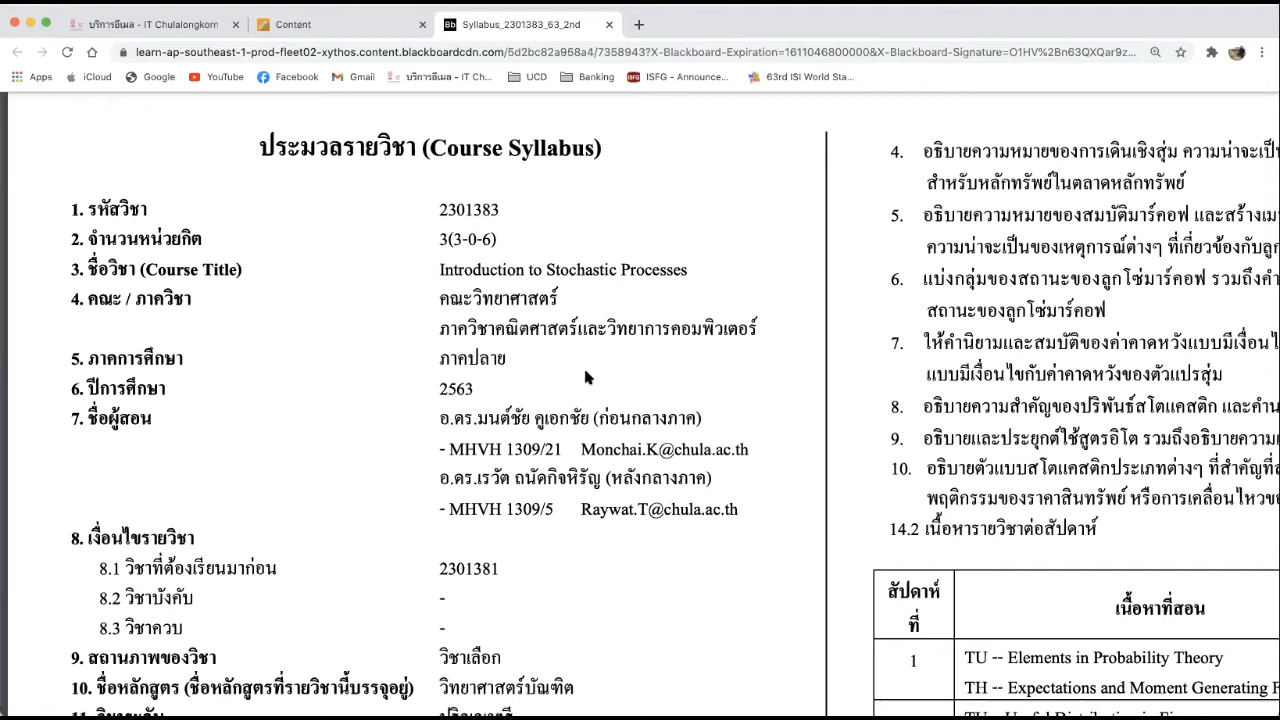 บริการอีเมล - IT Chulalongkorn
Content
Bb Syllabus_2301383_63_2nd
learn-ap-southeast-1-prod-fleet02-xythos.content.blackboardcdn.com/5d2bc82a958a4/7358943?X-Blackboard-Expiration=1611046800000&X-Blackboard-Signature=O1HV%2Bn63QXQar9z...
Apps iCloud Google YouTube Facebook Gmail บริการอีเมล - IT Ch... UCD Banking ISFG - Announce... 63rd ISI World Sta...
ประมวลรายวิชา (Course Syllabus)
1. รหัสวิชา 2301383
2. จำนวนหน่วยกิต 3(3-0-6)
3. ชื่อวิชา (Course Title) Introduction to Stochastic Processes
4. คณะ / ภาควิชา คณะวิทยาศาสตร์
ภาควิชาคณิตศาสตร์และวิทยาการคอมพิวเตอร์
5. ภาคการศึกษา ภาคปลาย
6. ปีการศึกษา 2563
7. ชื่อผู้สอน อ.ดร.มนต์ชัย คูเอกชัย (ก่อนกลางภาค)
- MHVH 1309/21 Monchai.K@chula.ac.th
อ.ดร.เรวัต ถนัดกิจหิรัญ (หลังกลางภาค)
- MHVH 1309/5 Raywat.T@chula.ac.th
8. เงื่อนไขรายวิชา
8.1 วิชาที่ต้องเรียนมาก่อน 2301381
8.2 วิชาบังคับ -
8.3 วิชาควบ -
9. สถานภาพของวิชา วิชาเลือก
10. ชื่อหลักสูตร (ชื่อหลักสูตรที่รายวิชานี้บรรจุอยู่) วิทยาศาสตร์บัณฑิต
4. อธิบายความหมายของการเดินเชิงสุ่ม ความน่าจะเป็น
สำหรับหลักทรัพย์ในตลาดหลักทรัพย์
5. อธิบายความหมายของสมบัติมาร์คอฟ และสร้างเม
ความน่าจะเป็นของเหตุการณ์ต่างๆ ที่เกี่ยวข้องกับลูก
6. แบ่งกลุ่มของสถานะของลูกโซ่มาร์คอฟ รวมถึงคำ
สถานะของลูกโซ่มาร์คอฟ
7. ให้คำนิยามและสมบัติของค่าคาดหวังแบบมีเงื่อนไ
แบบมีเงื่อนไขกับค่าคาดหวังของตัวแปรสุ่ม
8. อธิบายความสำคัญของปริพันธ์สโตแคสติก และคำน
9. อธิบายและประยุกต์ใช้สูตรอิโต รวมถึงอธิบายความ
10. อธิบายตัวแบบสโตแคสติกประเภทต่างๆ ที่สำคัญที่
พฤติกรรมของราคาสินทรัพย์ หรือการเคลื่อนไหวข
14.2 เนื้อหารายวิชาต่อสัปดาห์
สัปดาห์
ที่
เนื้อหาที่สอน
1 TU -- Elements in Probability Theory
TH -- Expectations and Moment Generating F